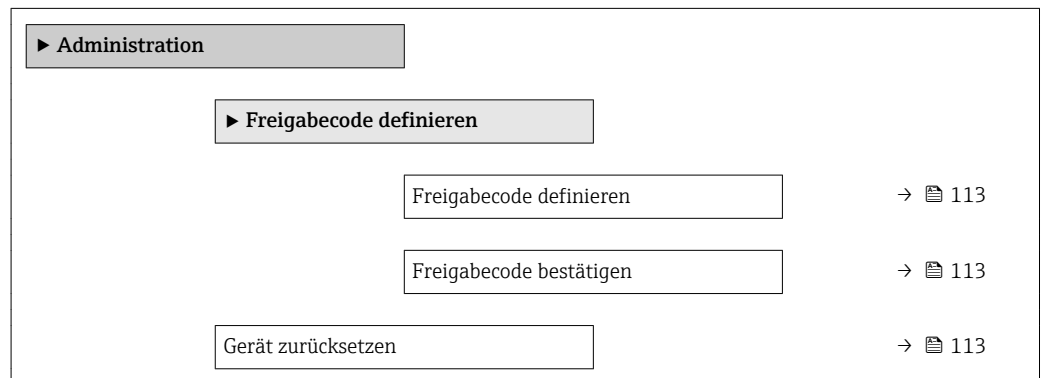 ▶ Administration
▶ Freigabecode definieren
Freigabecode definieren → 113
Freigabecode bestätigen → 113
Gerät zurücksetzen → 113